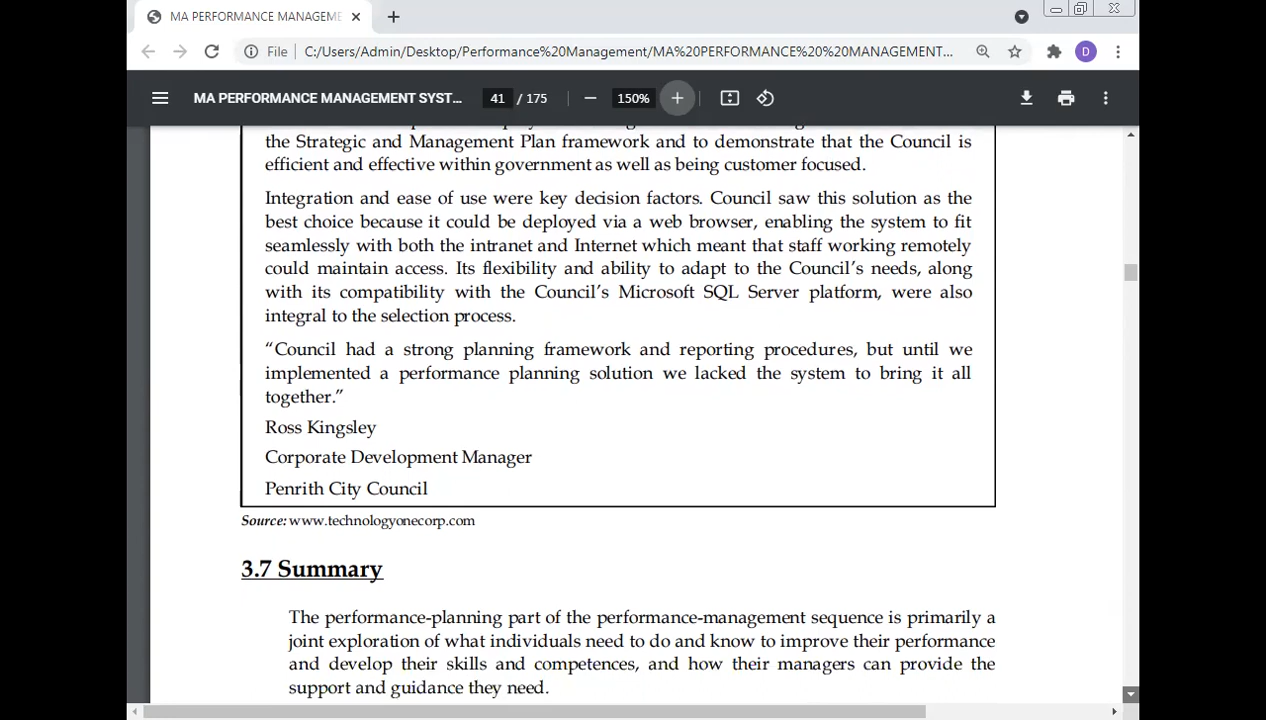 MA PERFORMANCE MANAGEME
File C:/Users/Admin/Desktop/Performance%20Management/MA%20PERFORMANCE%20%20MANAGEMENT... D
MA PERFORMANCE MANAGEMENT SYST... 41 / 175 150%
the Strategic and Management Plan framework and to demonstrate that the Council is
efficient and effective within government as well as being customer focused.
Integration and ease of use were key decision factors. Council saw this solution as the
best choice because it could be deployed via a web browser, enabling the system to fit
seamlessly with both the intranet and Internet which meant that staff working remotely
could maintain access. Its flexibility and ability to adapt to the Council's needs, along
with its compatibility with the Council's Microsoft SQL Server platform, were also
integral to the selection process.
"Council had a strong planning framework and reporting procedures, but until we
implemented a performance planning solution we lacked the system to bring it all
together."
Ross Kingsley
Corporate Development Manager
Penrith City Council
Source: www.technologyonecorp.com
3.7 Summary
The performance-planning part of the performance-management sequence is primarily a
joint exploration of what individuals need to do and know to improve their performance
and develop their skills and competences, and how their managers can provide the
support and guidance they need.